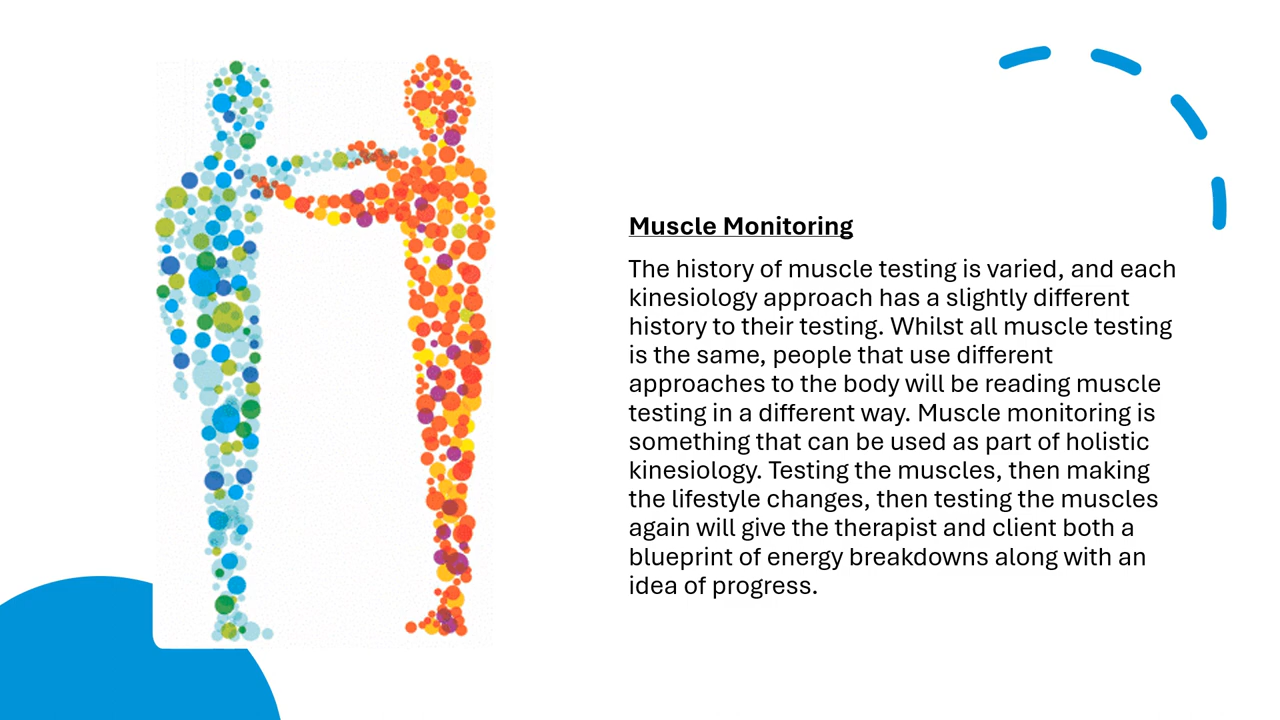 Muscle Monitoring
The history of muscle testing is varied, and each
kinesiology approach has a slightly different
history to their testing. Whilst all muscle testing
is the same, people that use different
approaches to the body will be reading muscle
testing in a different way. Muscle monitoring is
something that can be used as part of holistic
kinesiology. Testing the muscles, then making
the lifestyle changes, then testing the muscles
again will give the therapist and client both a
blueprint of energy breakdowns along with an
idea of progress.